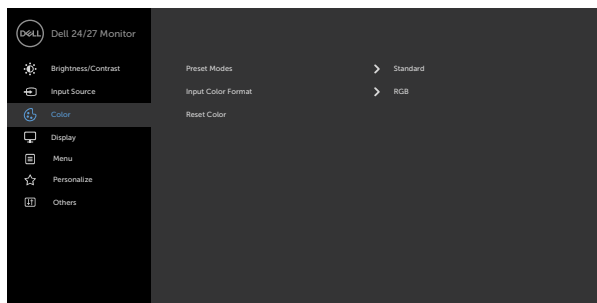 DELL Dell 24/27 Monitor
Brightness/Contrast Preset Modes Standard
Input Source Input Color Format RGB
Color Reset Color
Display
Menu
Personalize
Others